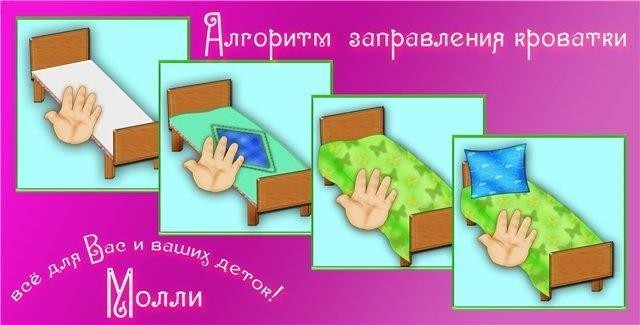 Алгоритм заправления кроватки
всё для Вас и ваших деток!
Молли